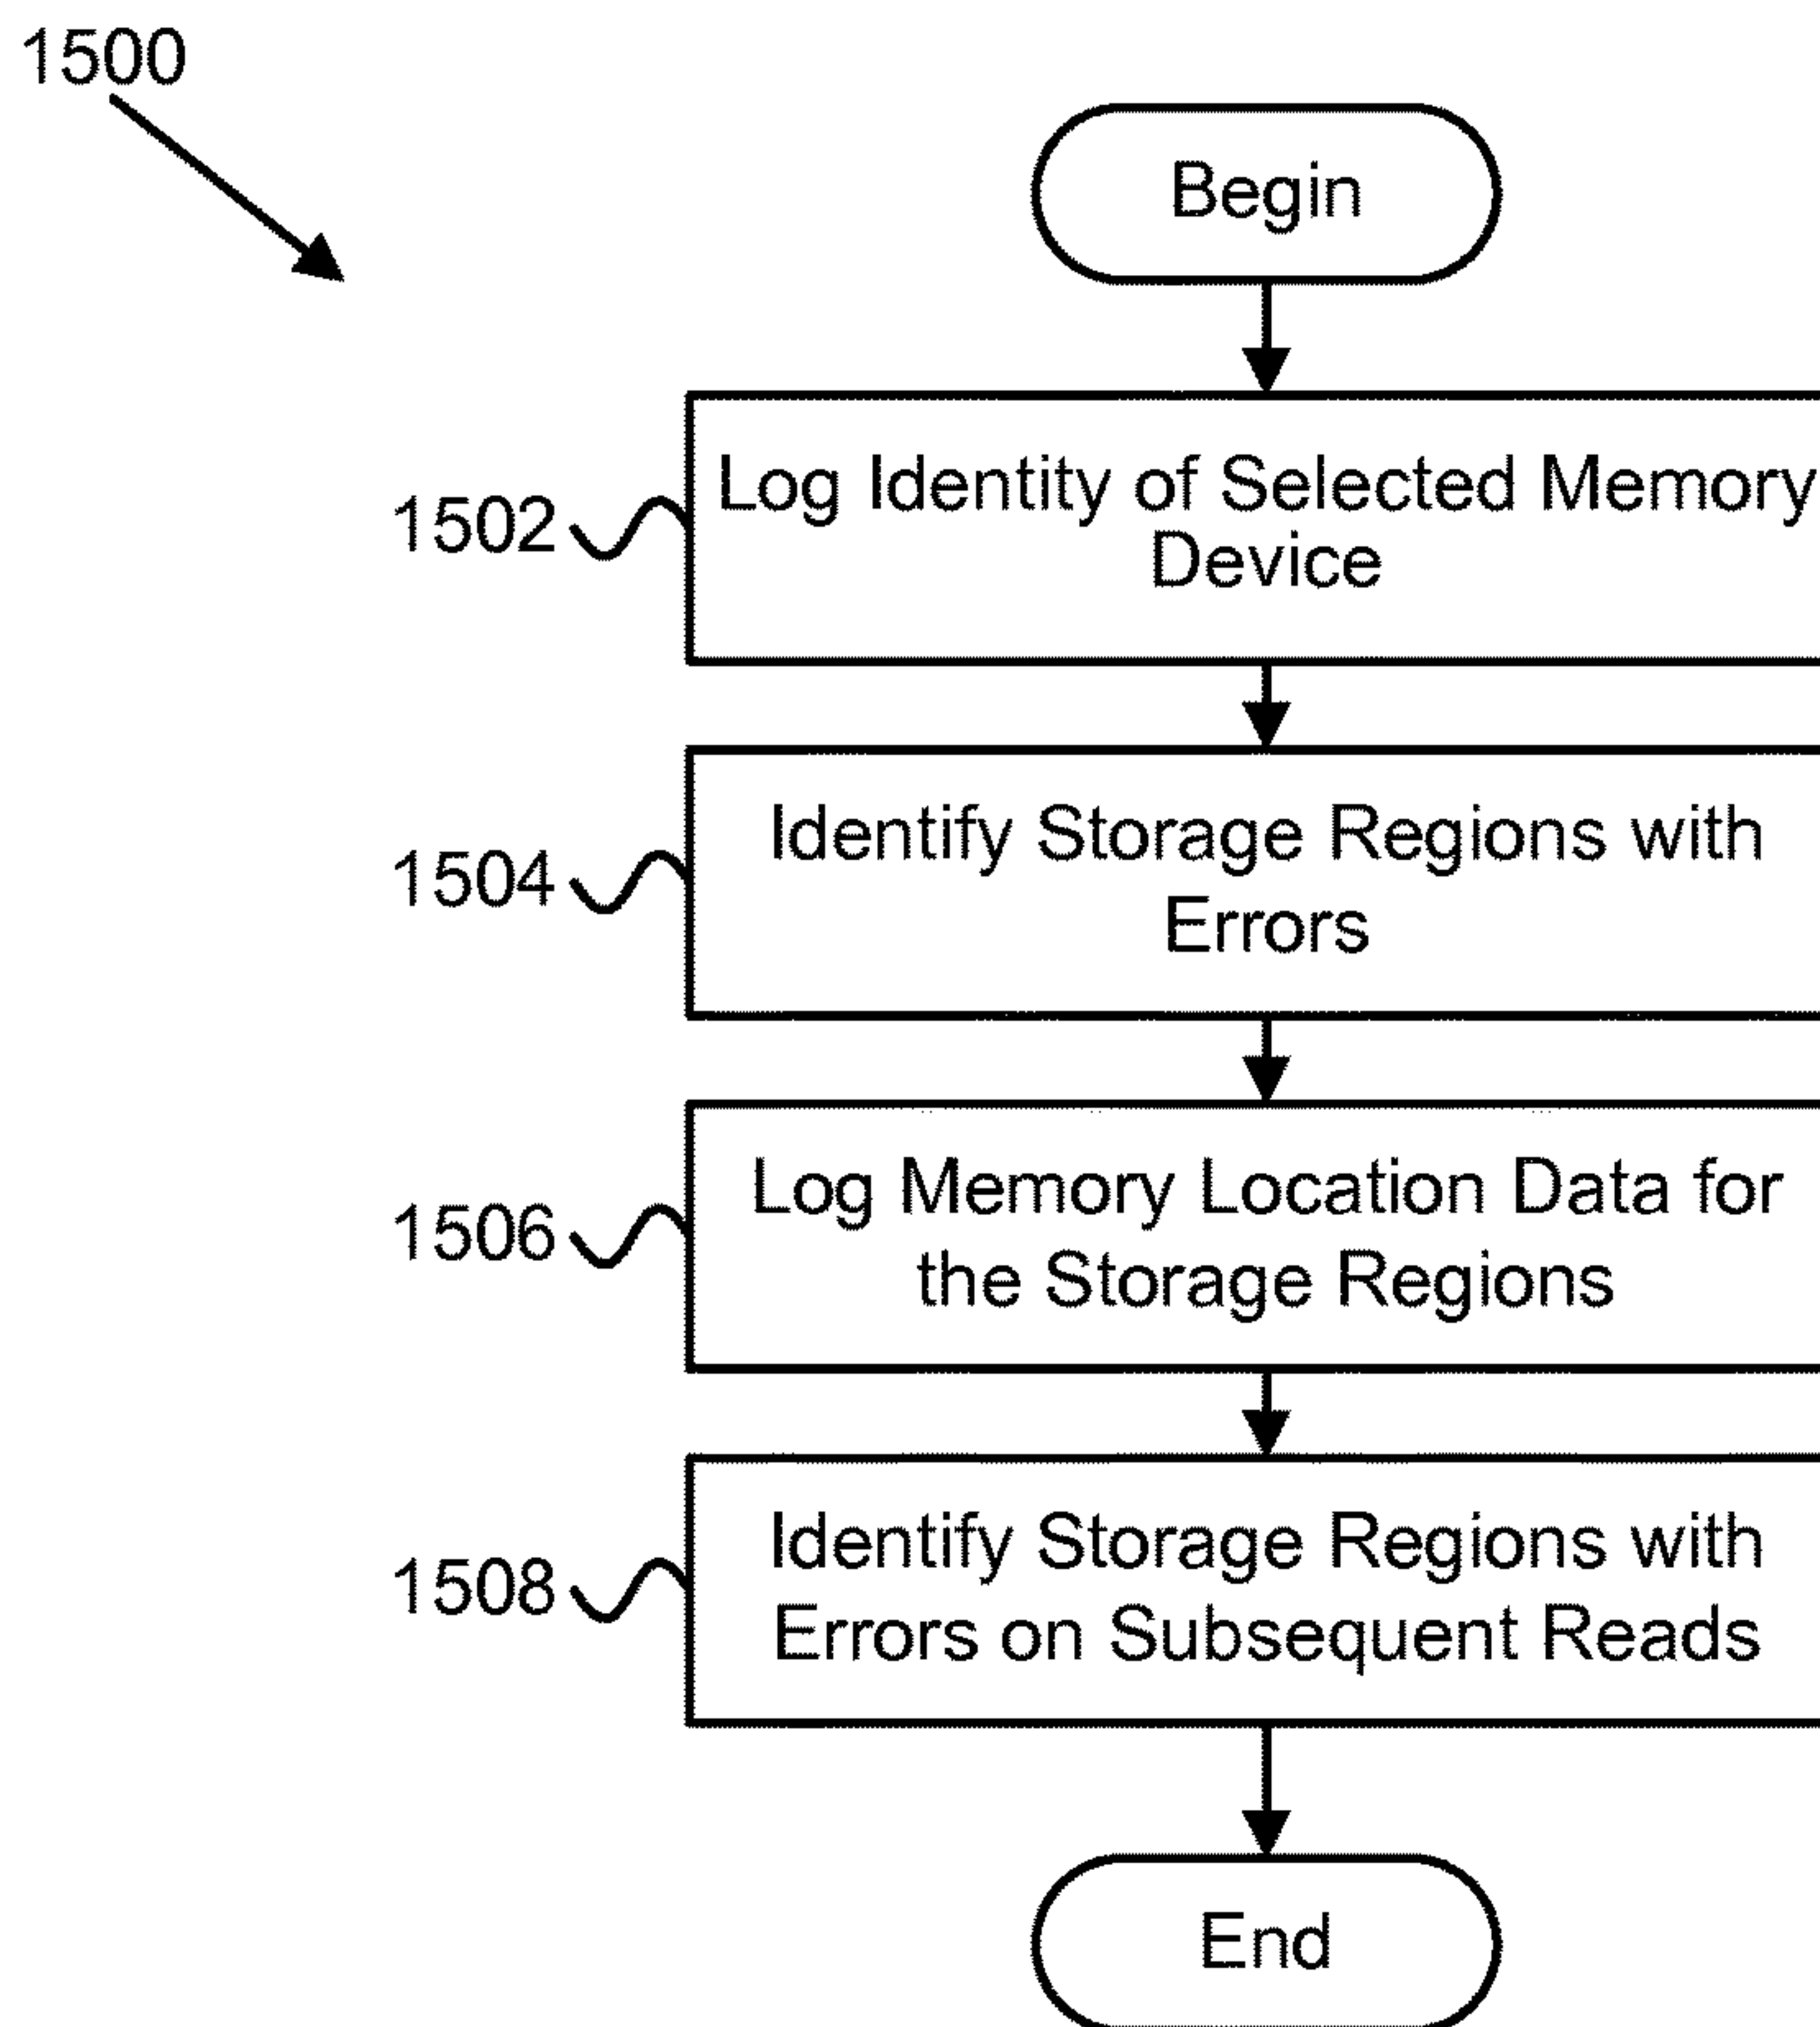 1500
Begin
1502
Log Identity of Selected Memory
Device
1504
Identify Storage Regions with
Errors
1506
Log Memory Location Data for
the Storage Regions
1508
Identify Storage Regions with
Errors on Subsequent Reads
End